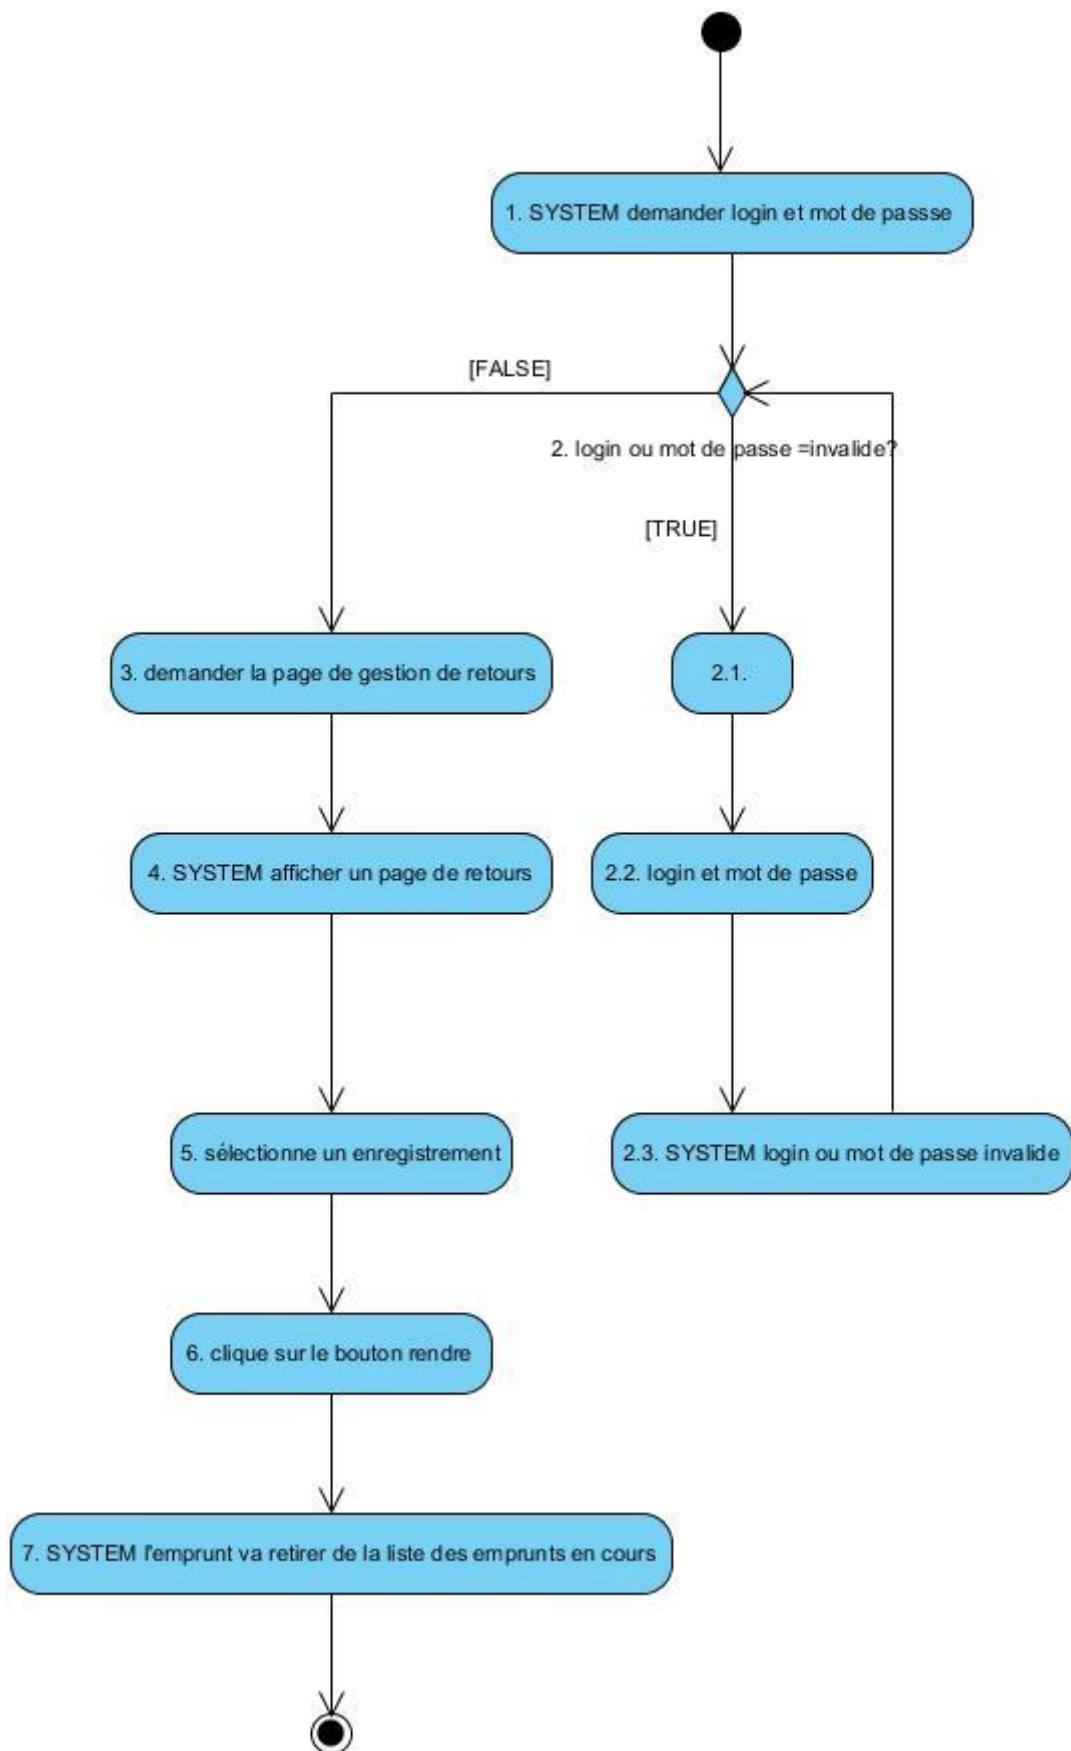 1. SYSTEM demander login et mot de passse
[FALSE]
2. login ou mot de passe =invalide?
[TRUE]
3. demander la page de gestion de retours
2.1.
4. SYSTEM afficher un page de retours
2.2. login et mot de passe
5. sélectionne un enregistrement
2.3. SYSTEM login ou mot de passe invalide
6. clique sur le bouton rendre
7. SYSTEM l'emprunt va retirer de la liste des emprunts en cours